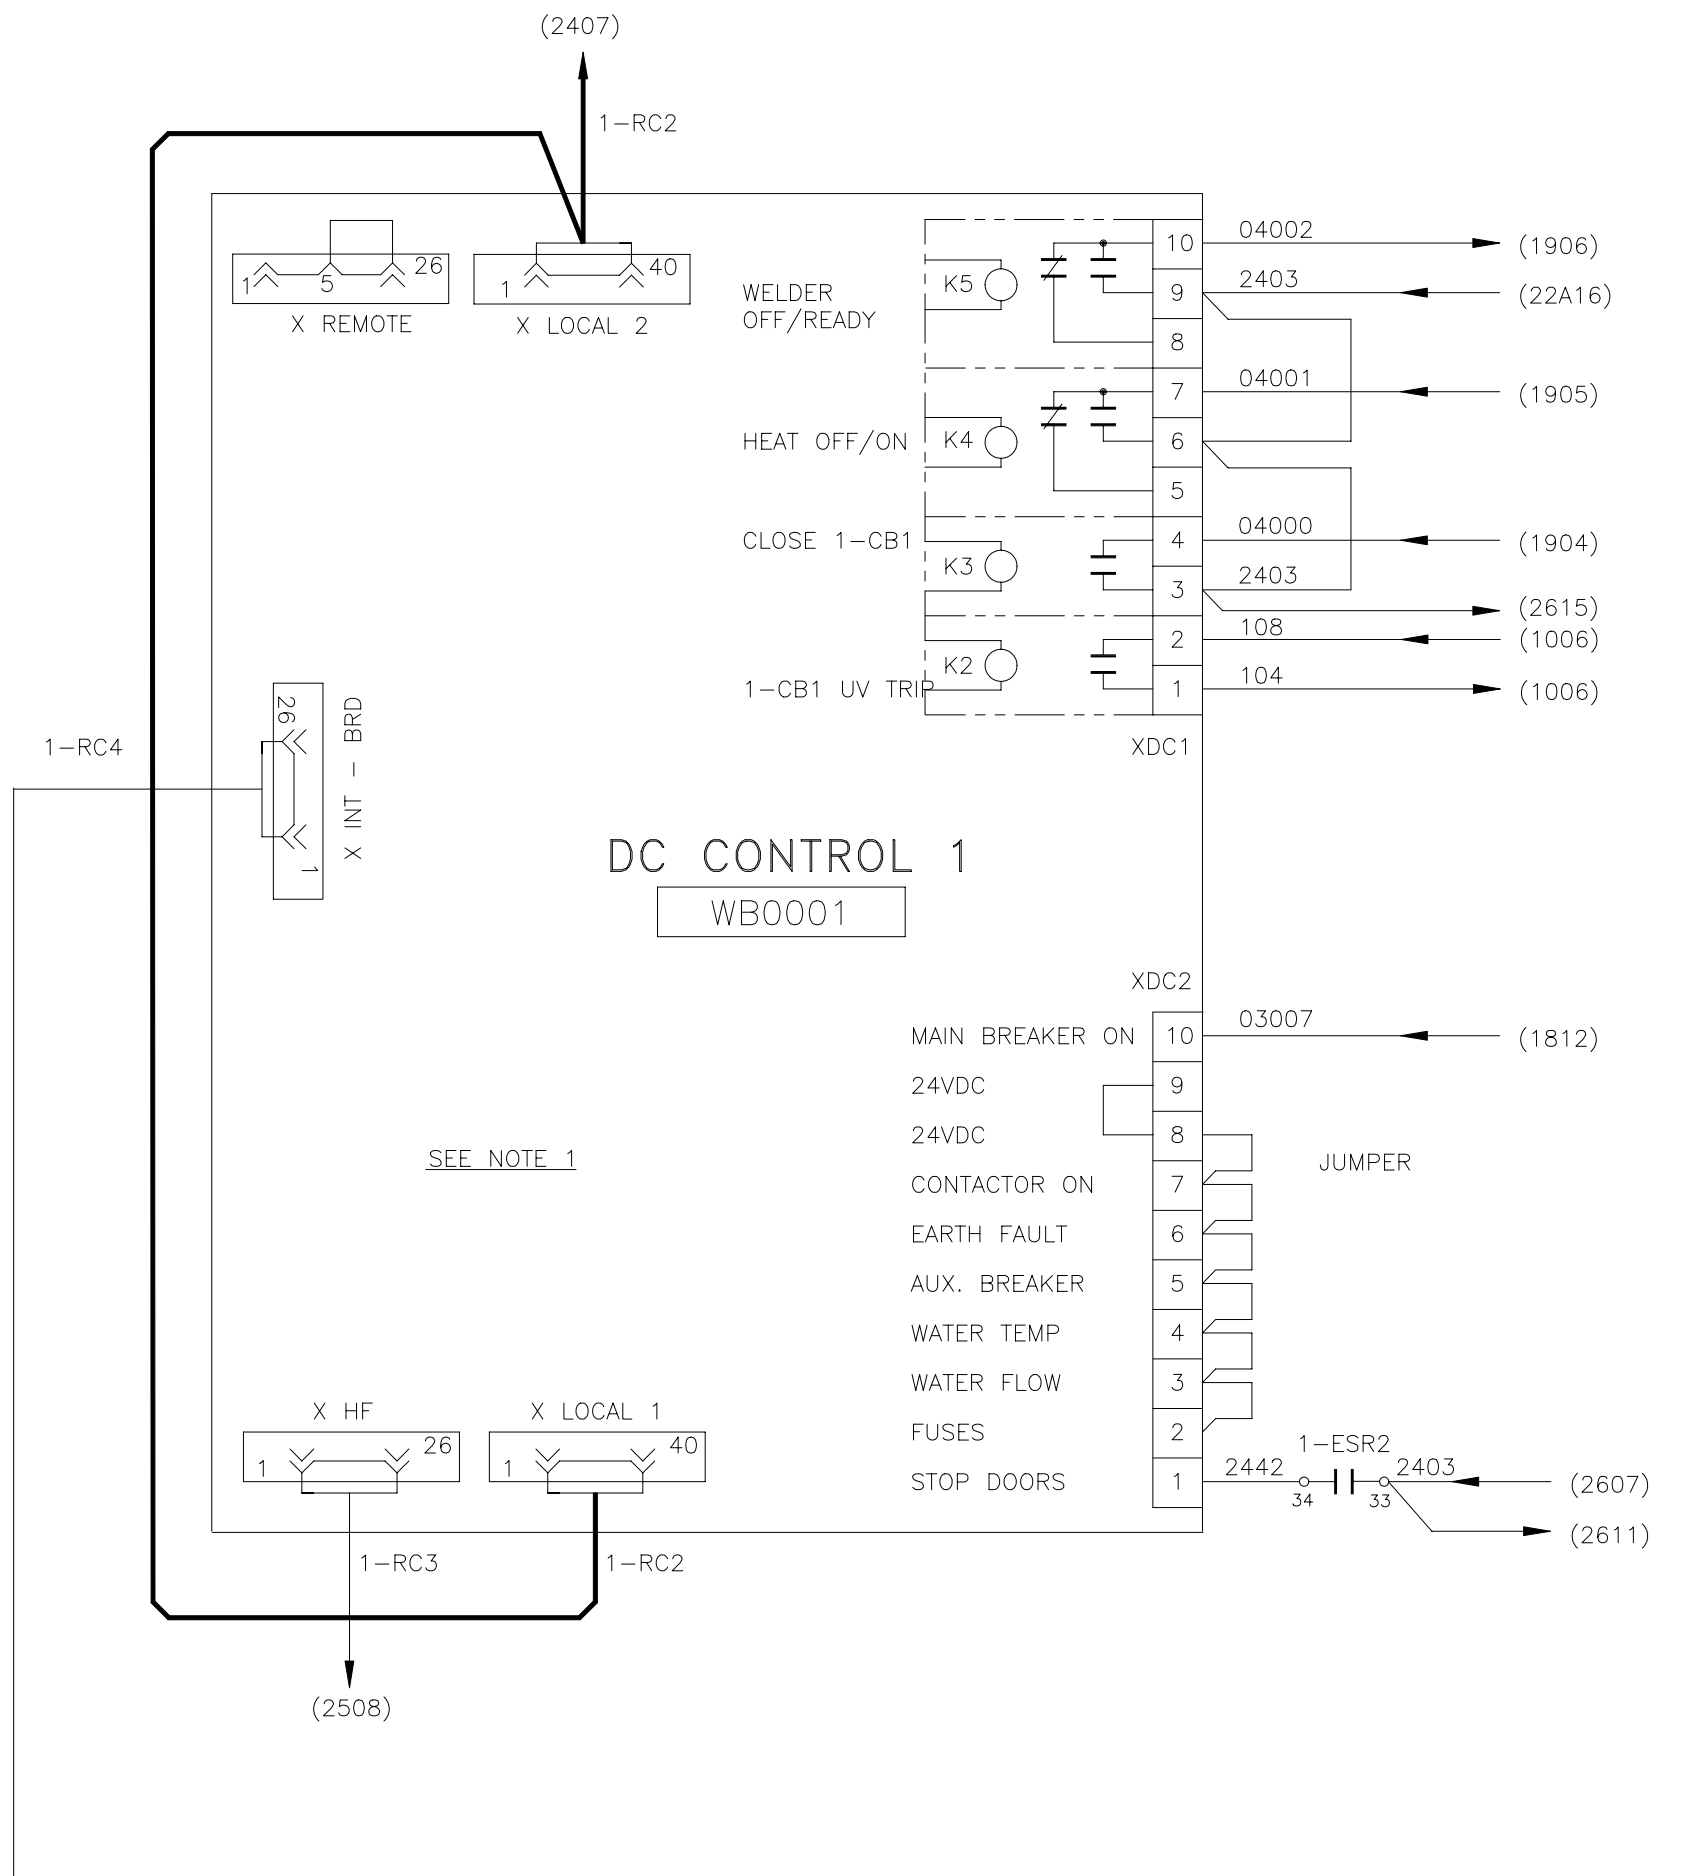 (2407)
1-RC2
1 5 26
X REMOTE
1 40
X LOCAL 2
WELDER
OFF/READY
K5
10 04002 (1906)
9 2403 (22A16)
8
HEAT OFF/ON
K4
7 04001 (1905)
6
5
CLOSE 1-CB1
K3
4 04000 (1904)
3 2403 (2615)
1-CB1 UV TRIP
K2
2 108 (1006)
1 104 (1006)
XDC1
1-RC4
26
1
X INT - BRD
DC CONTROL 1
WB0001
XDC2
MAIN BREAKER ON 10 03007 (1812)
24VDC 9
24VDC 8
JUMPER
SEE NOTE 1
CONTACTOR ON 7
EARTH FAULT 6
AUX. BREAKER 5
WATER TEMP 4
WATER FLOW 3
FUSES 2
1-ESR2
STOP DOORS 1 2442 34 33 2403 (2607)
(2611)
X HF
1 26
X LOCAL 1
1 40
1-RC3
1-RC2
(2508)